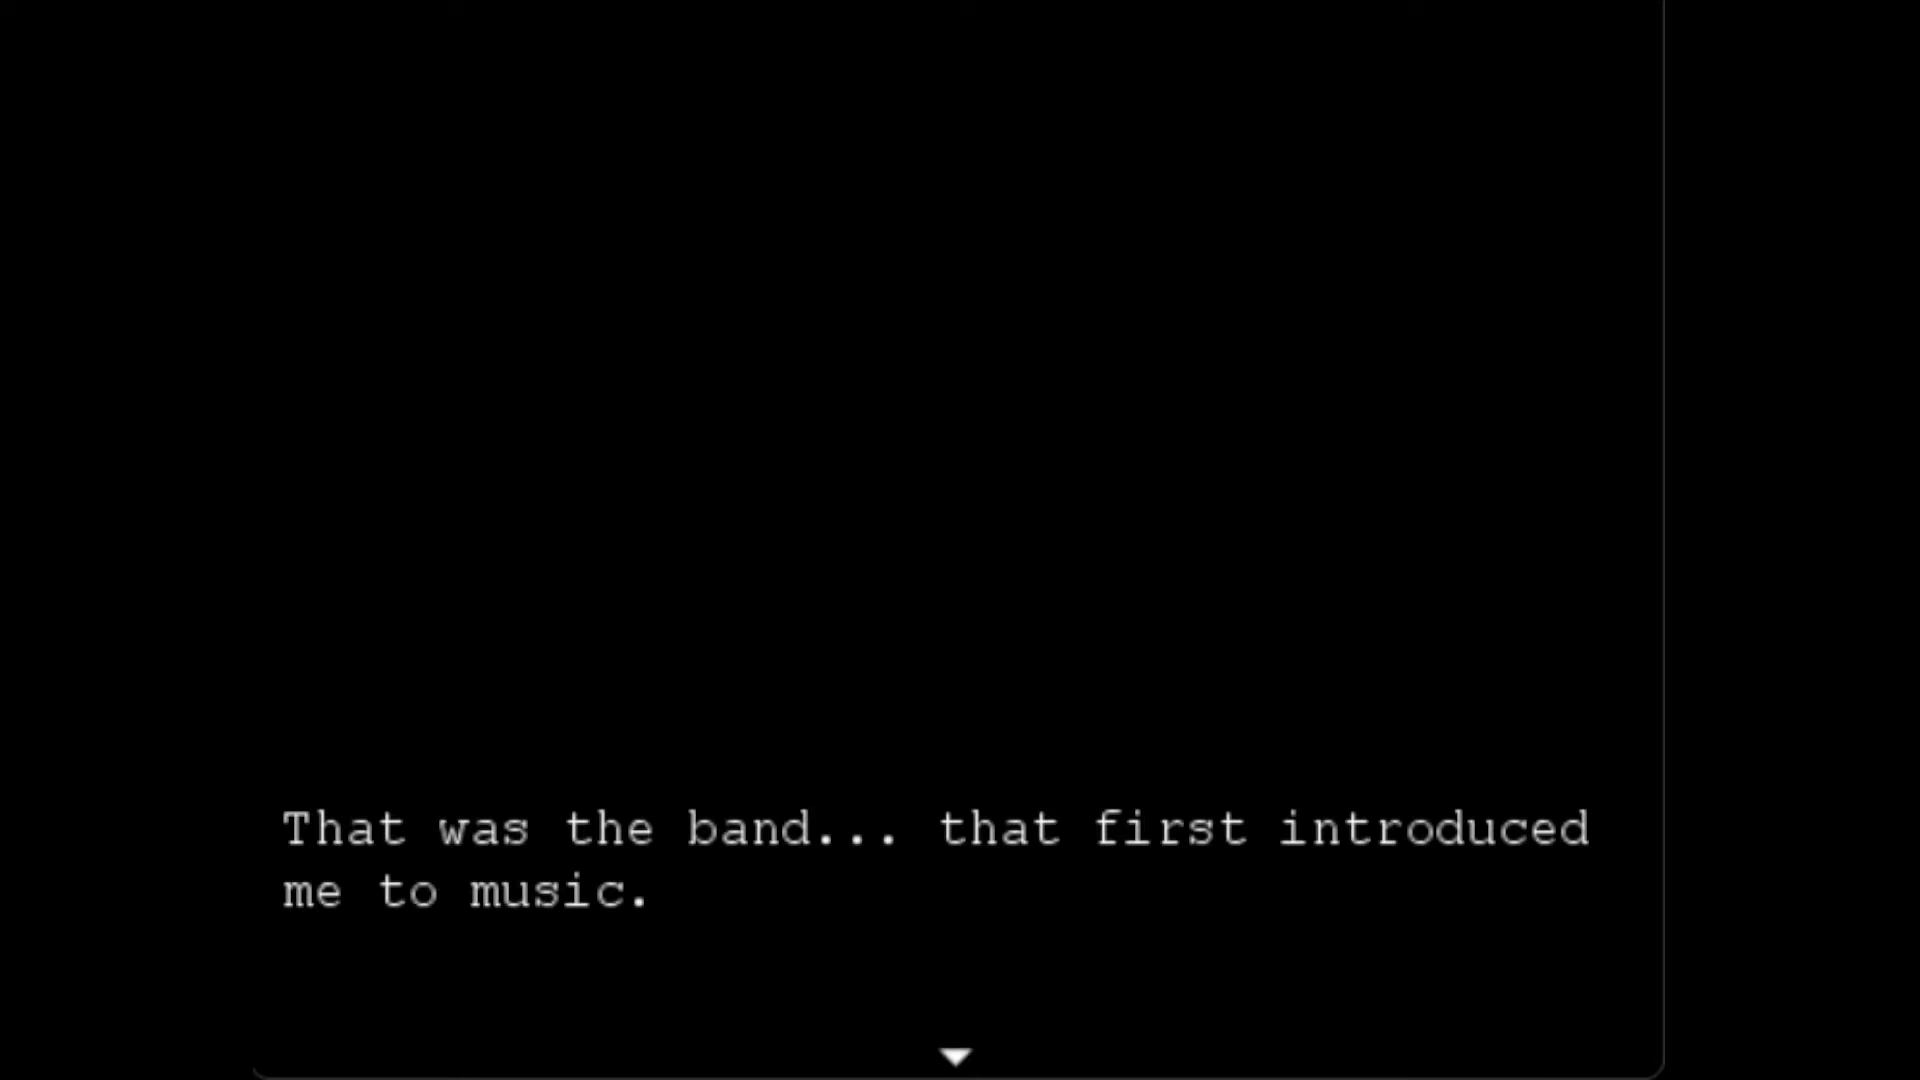 That was the band... that first introduced
me to music.